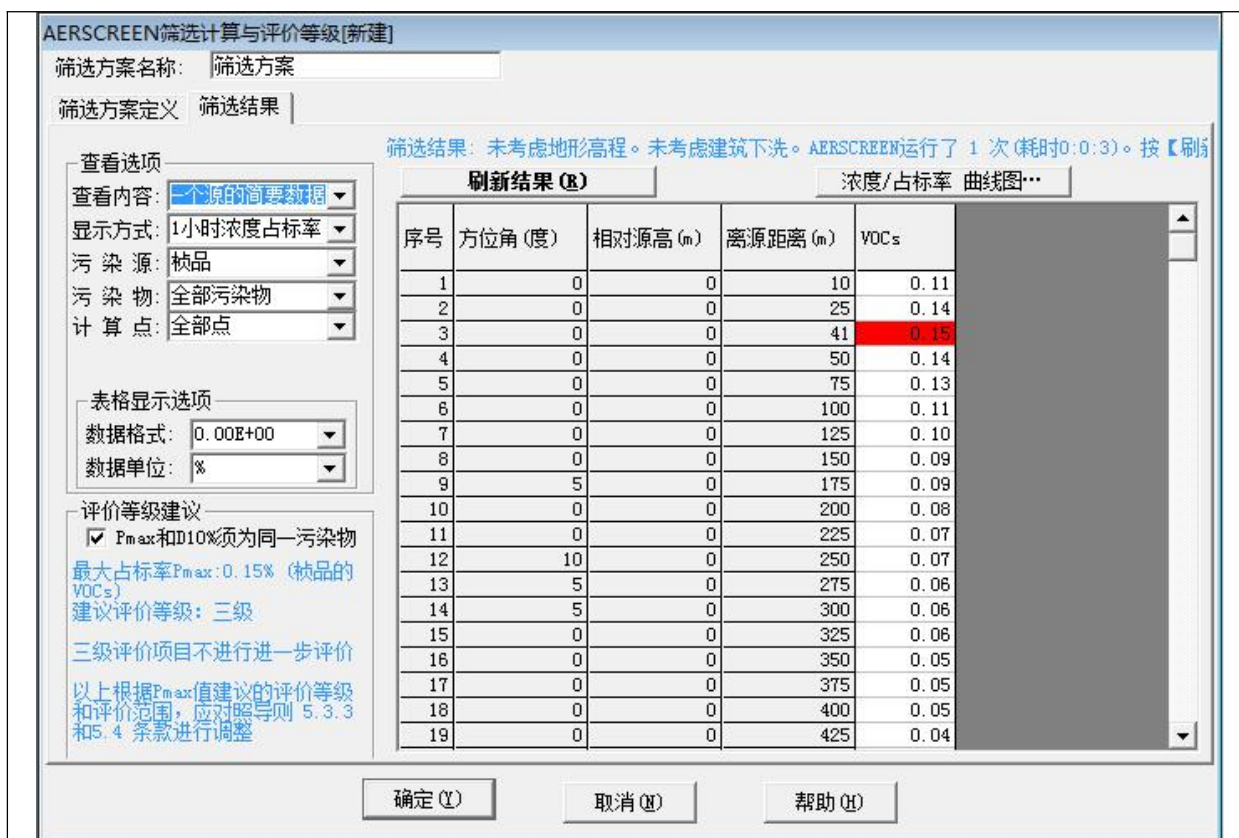 AERSCREEN筛选计算与评价等级[新建]
筛选方案名称: 筛选方案
筛选方案定义 筛选结果
筛选结果: 未考虑地形高程。未考虑建筑下洗。AERSCREEN运行了 1 次(耗时0:0:3)。按【刷
查看选项
查看内容: 一个源的简要数据
显示方式: 1小时浓度占标率
污 染 源: 桢品
污 染 物: 全部污染物
计 算 点: 全部点
表格显示选项
数据格式: 0.00E+00
数据单位: %
评价等级建议
Pmax和D10%须为同一污染物
最大占标率Pmax:0.15% (桢品的
VOCs)
建议评价等级: 三级
三级评价项目不进行进一步评价
以上根据Pmax值建议的评价等级
和评价范围,应对照导则 5.3.3
和5.4 条款进行调整
刷新结果(R) 浓度/占标率 曲线图…
序号 方位角(度) 相对源高(m) 离源距离(m) VOCs
1 0 0 10 0.11
2 0 0 25 0.14
3 0 0 41 0.15
4 0 0 50 0.14
5 0 0 75 0.13
6 0 0 100 0.11
7 0 0 125 0.10
8 0 0 150 0.09
9 5 0 175 0.09
10 0 0 200 0.08
11 0 0 225 0.07
12 10 0 250 0.07
13 5 0 275 0.06
14 5 0 300 0.06
15 0 0 325 0.06
16 0 0 350 0.05
17 0 0 375 0.05
18 0 0 400 0.05
19 0 0 425 0.04
确定(Y) 取消(N) 帮助(H)